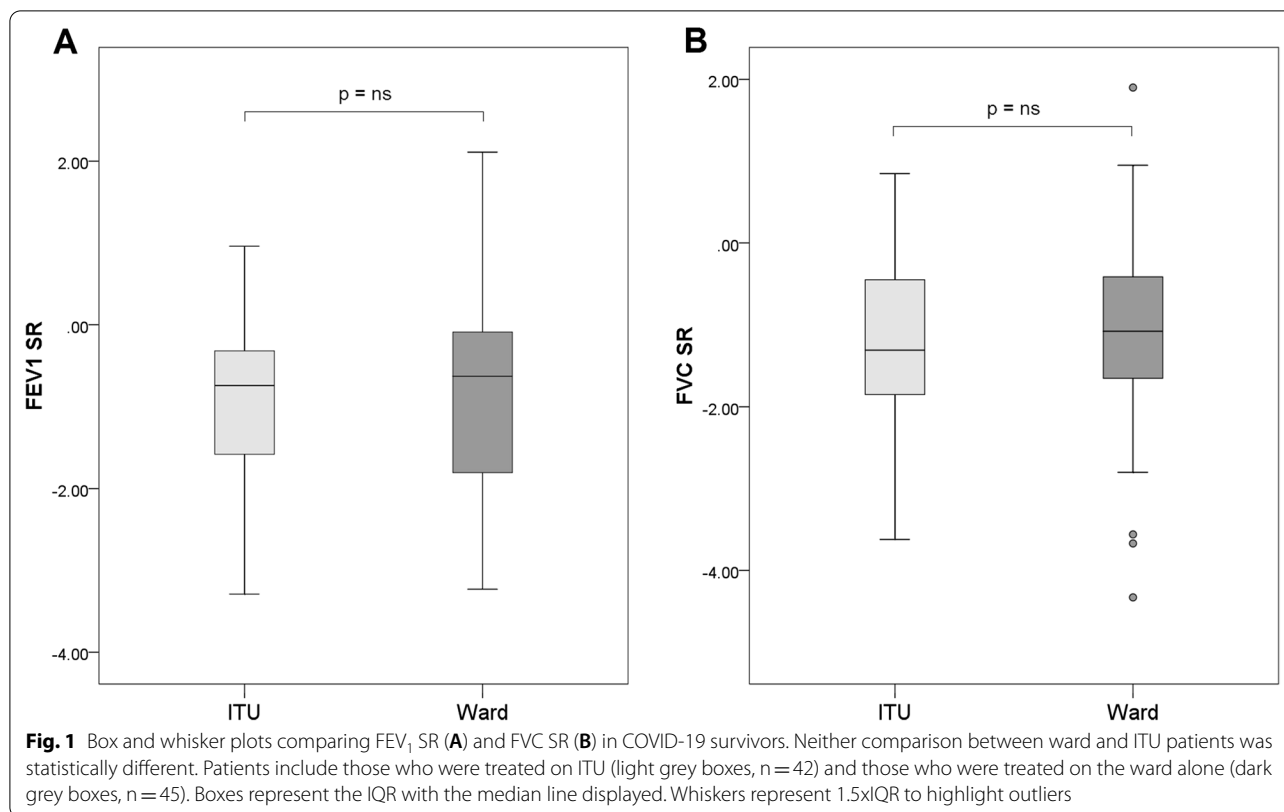 A
p = ns
2.00
.00
-2.00
-4.00
FEV1 SR
ITU
Ward
B
p = ns
2.00
.00
-2.00
-4.00
FVC SR
ITU
Ward
Fig. 1 Box and whisker plots comparing FEV₁ SR (A) and FVC SR (B) in COVID-19 survivors. Neither comparison between ward and ITU patients was
statistically different. Patients include those who were treated on ITU (light grey boxes, n = 42) and those who were treated on the ward alone (dark
grey boxes, n = 45). Boxes represent the IQR with the median line displayed. Whiskers represent 1.5xIQR to highlight outliers